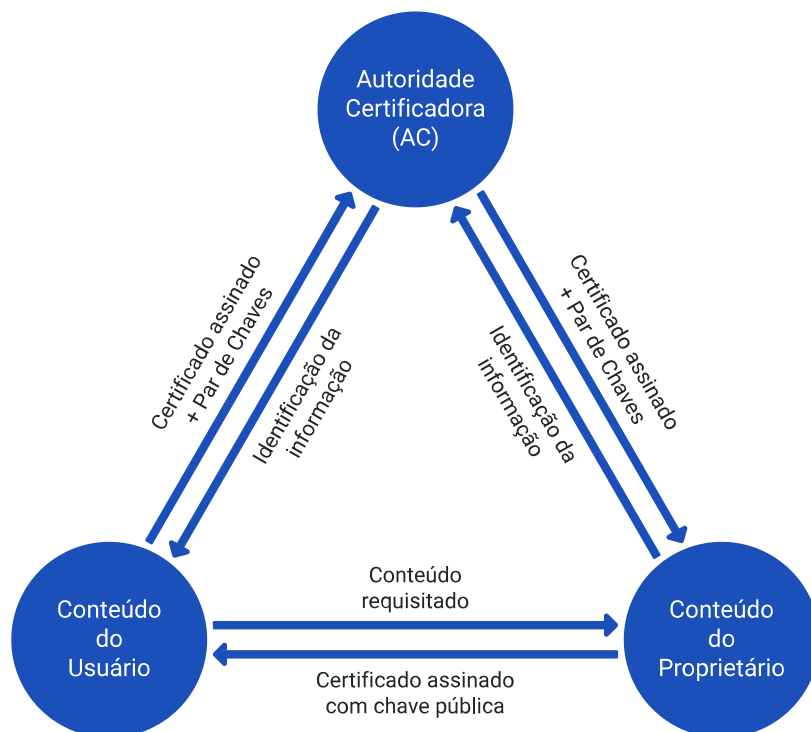 Autoridade
Certificadora
(AC)
Certificado assinado
+ Par de Chaves
Identificação da
informação
Identificação da
informação
Certificado assinado
+ Par de Chaves
Conteúdo
do
Usuário
Conteúdo
requisitado
Certificado assinado
com chave pública
Conteúdo
do
Proprietário